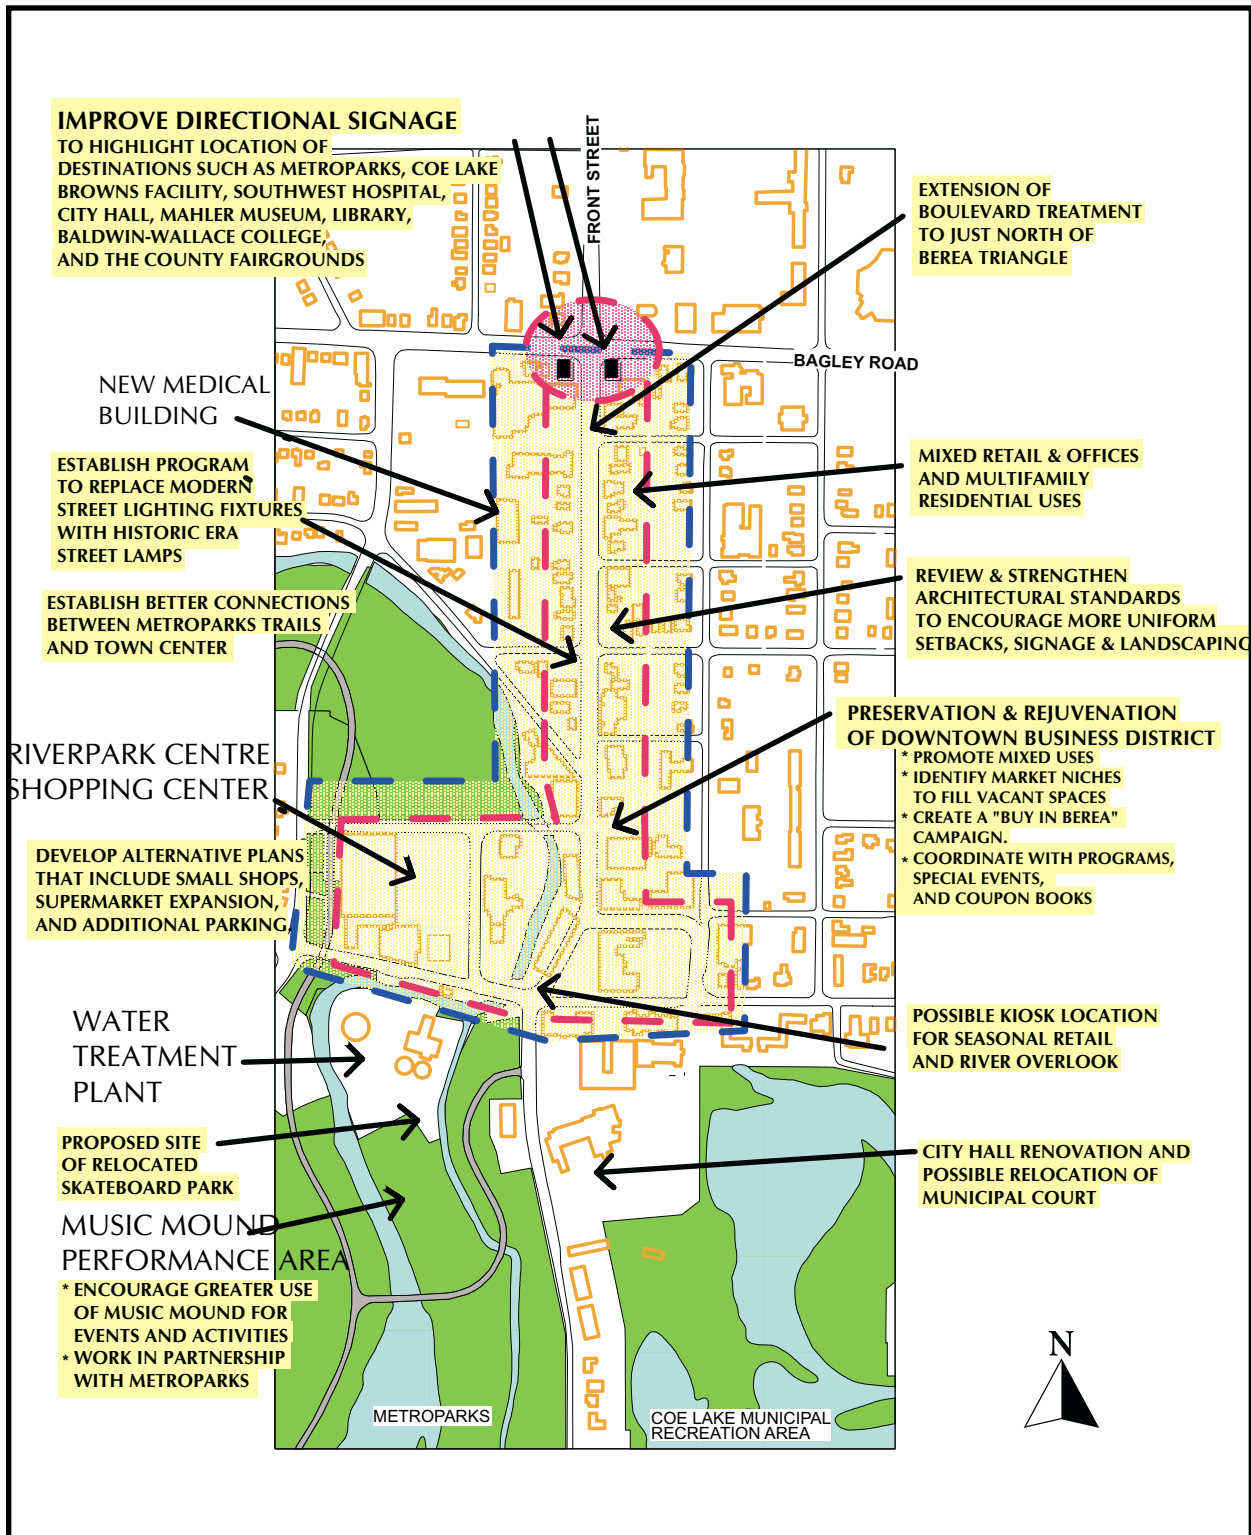 IMPROVE DIRECTIONAL SIGNAGE
TO HIGHLIGHT LOCATION OF
DESTINATIONS SUCH AS METROPARKS, COE LAKE
BROWNS FACILITY, SOUTHWEST HOSPITAL,
CITY HALL, MAHLER MUSEUM, LIBRARY,
BALDWIN-WALLACE COLLEGE,
AND THE COUNTY FAIRGROUNDS
FRONT STREET
EXTENSION OF
BOULEVARD TREATMENT
TO JUST NORTH OF
BEREA TRIANGLE
BAGLEY ROAD
NEW MEDICAL
BUILDING
ESTABLISH PROGRAM
TO REPLACE MODERN
STREET LIGHTING FIXTURES
WITH HISTORIC ERA
STREET LAMPS
MIXED RETAIL & OFFICES
AND MULTIFAMILY
RESIDENTIAL USES
ESTABLISH BETTER CONNECTIONS
BETWEEN METROPARKS TRAILS
AND TOWN CENTER
REVIEW & STRENGTHEN
ARCHITECTURAL STANDARDS
TO ENCOURAGE MORE UNIFORM
SETBACKS, SIGNAGE & LANDSCAPING
RIVERPARK CENTRE
SHOPPING CENTER
PRESERVATION & REJUVENATION
OF DOWNTOWN BUSINESS DISTRICT
* PROMOTE MIXED USES
* IDENTIFY MARKET NICHES
TO FILL VACANT SPACES
* CREATE A "BUY IN BEREA"
CAMPAIGN.
* COORDINATE WITH PROGRAMS,
SPECIAL EVENTS,
AND COUPON BOOKS
DEVELOP ALTERNATIVE PLANS
THAT INCLUDE SMALL SHOPS,
SUPERMARKET EXPANSION,
AND ADDITIONAL PARKING,
WATER
TREATMENT
PLANT
POSSIBLE KIOSK LOCATION
FOR SEASONAL RETAIL
AND RIVER OVERLOOK
PROPOSED SITE
OF RELOCATED
SKATEBOARD PARK
CITY HALL RENOVATION AND
POSSIBLE RELOCATION OF
MUNICIPAL COURT
MUSIC MOUND
PERFORMANCE AREA
* ENCOURAGE GREATER USE
OF MUSIC MOUND FOR
EVENTS AND ACTIVITIES
* WORK IN PARTNERSHIP
WITH METROPARKS
METROPARKS
COE LAKE MUNICIPAL
RECREATION AREA
N